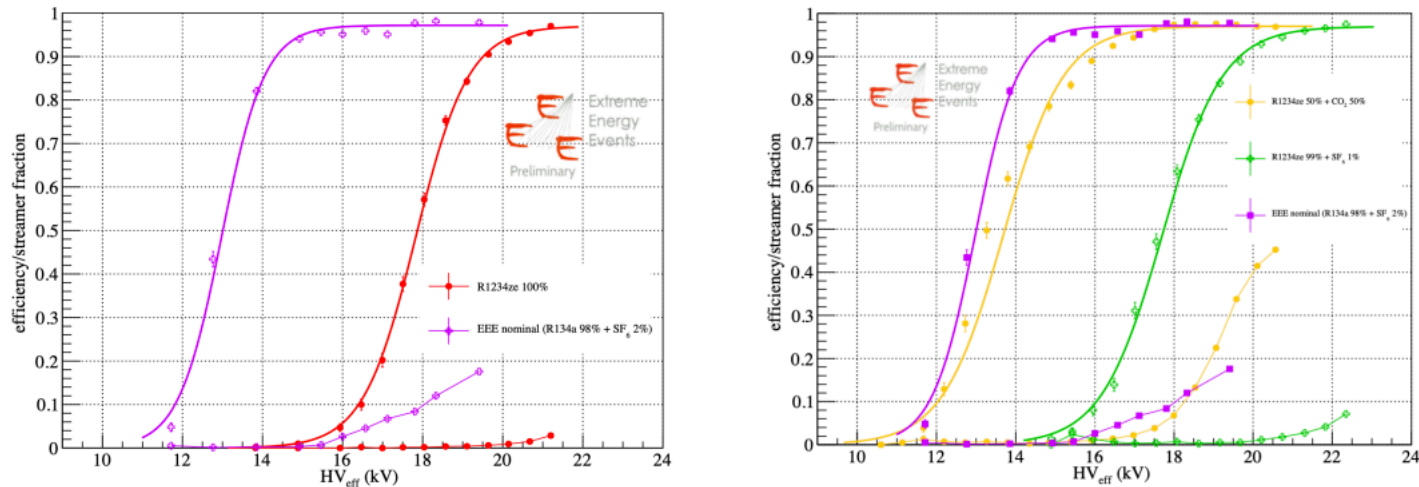 efficiency/streamer fraction
1
0.9
0.8
0.7
0.6
0.5
0.4
0.3
0.2
0.1
0
10 12 14 16 18 20 22 24
HVeff (kV)
Extreme
Energy
Events
Preliminary
R1234ze 100%
EEE nominal (R134a 98% + SF6 2%)
efficiency/streamer fraction
1
0.9
0.8
0.7
0.6
0.5
0.4
0.3
0.2
0.1
0
10 12 14 16 18 20 22 24
HVeff (kV)
Extreme
Energy
Events
Preliminary
R1234ze 50% + CO2 50%
R1234ze 99% + SF6 1%
EEE nominal (R134a 98% + SF6 2%)